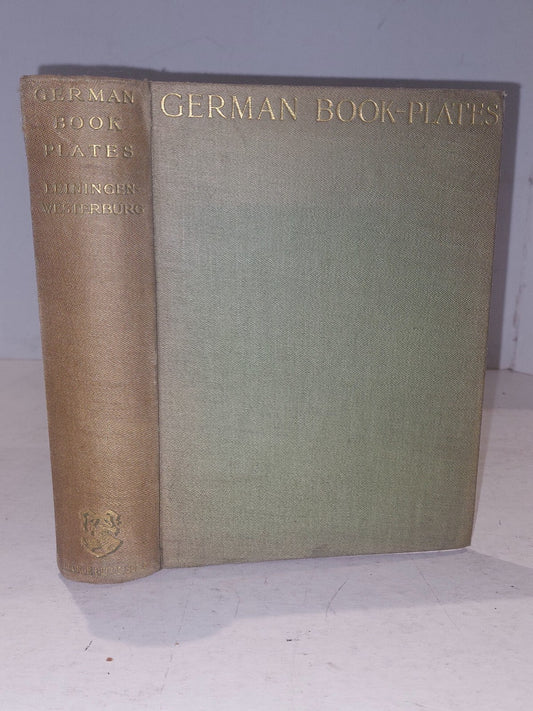 GERMAN
BOOK
PLATES
LEININGEN-
WESTERBURG
GERMAN BOOK-PLATES